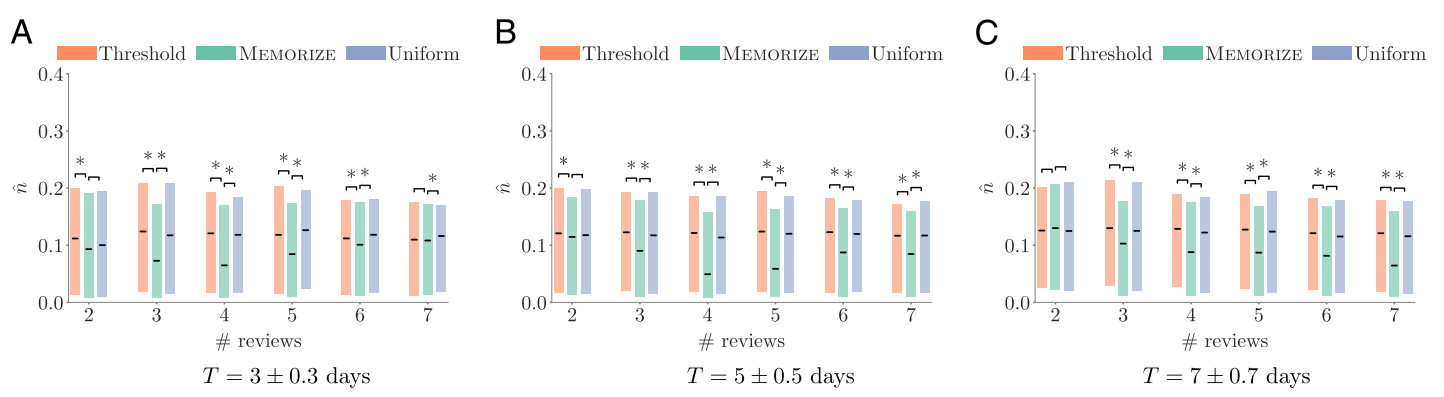 A
Threshold MEMORIZE Uniform
0.4
0.3
0.2
0.1
0.0
n̂
* * * * * * * * * * *
* *
2 3 4 5 6 7
# reviews
T = 3 ± 0.3 days
B
Threshold MEMORIZE Uniform
0.4
0.3
0.2
0.1
0.0
n̂
* * * * * * * * * * *
2 3 4 5 6 7
# reviews
T = 5 ± 0.5 days
C
Threshold MEMORIZE Uniform
0.4
0.3
0.2
0.1
0.0
n̂
* * * * * * * * * *
2 3 4 5 6 7
# reviews
T = 7 ± 0.7 days